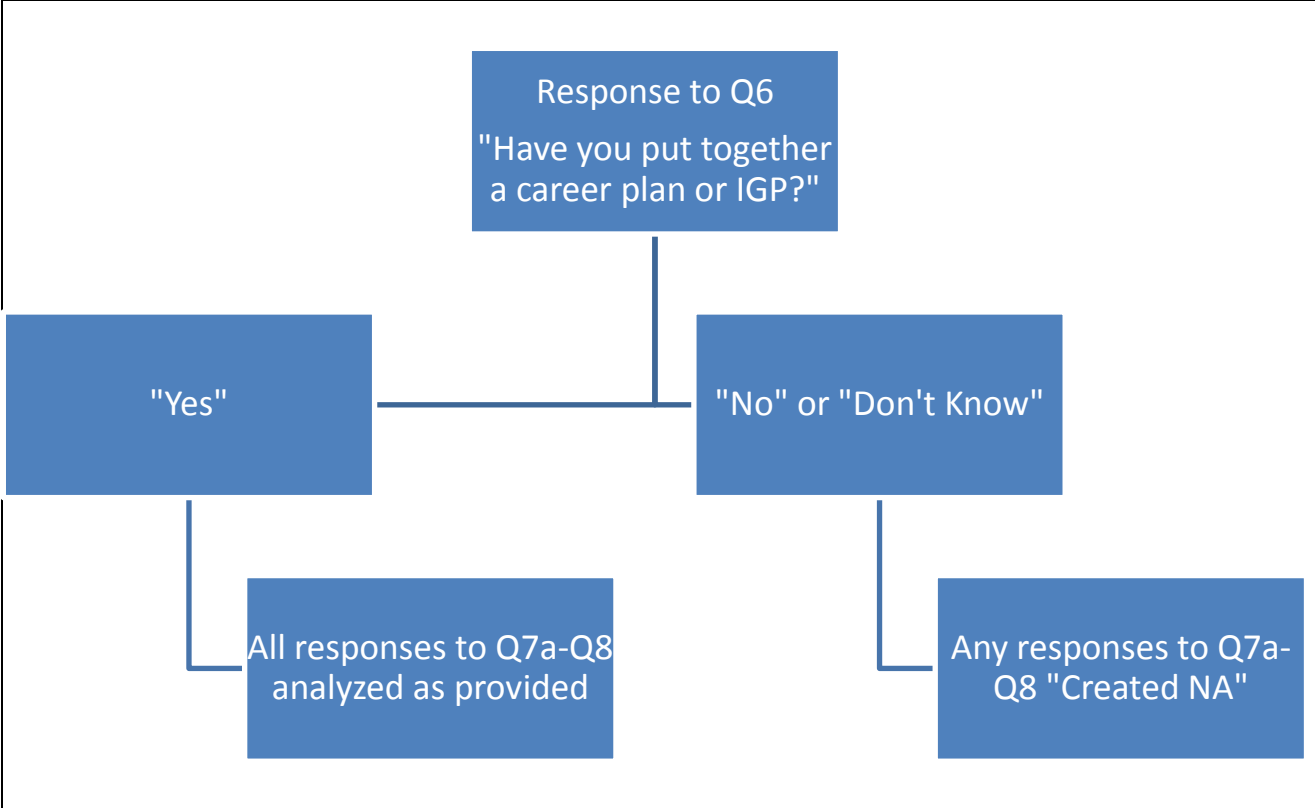 Response to Q6
"Have you put together
a career plan or IGP?"
"Yes"
"No" or "Don't Know"
All responses to Q7a-Q8
analyzed as provided
Any responses to Q7a-
Q8 "Created NA"